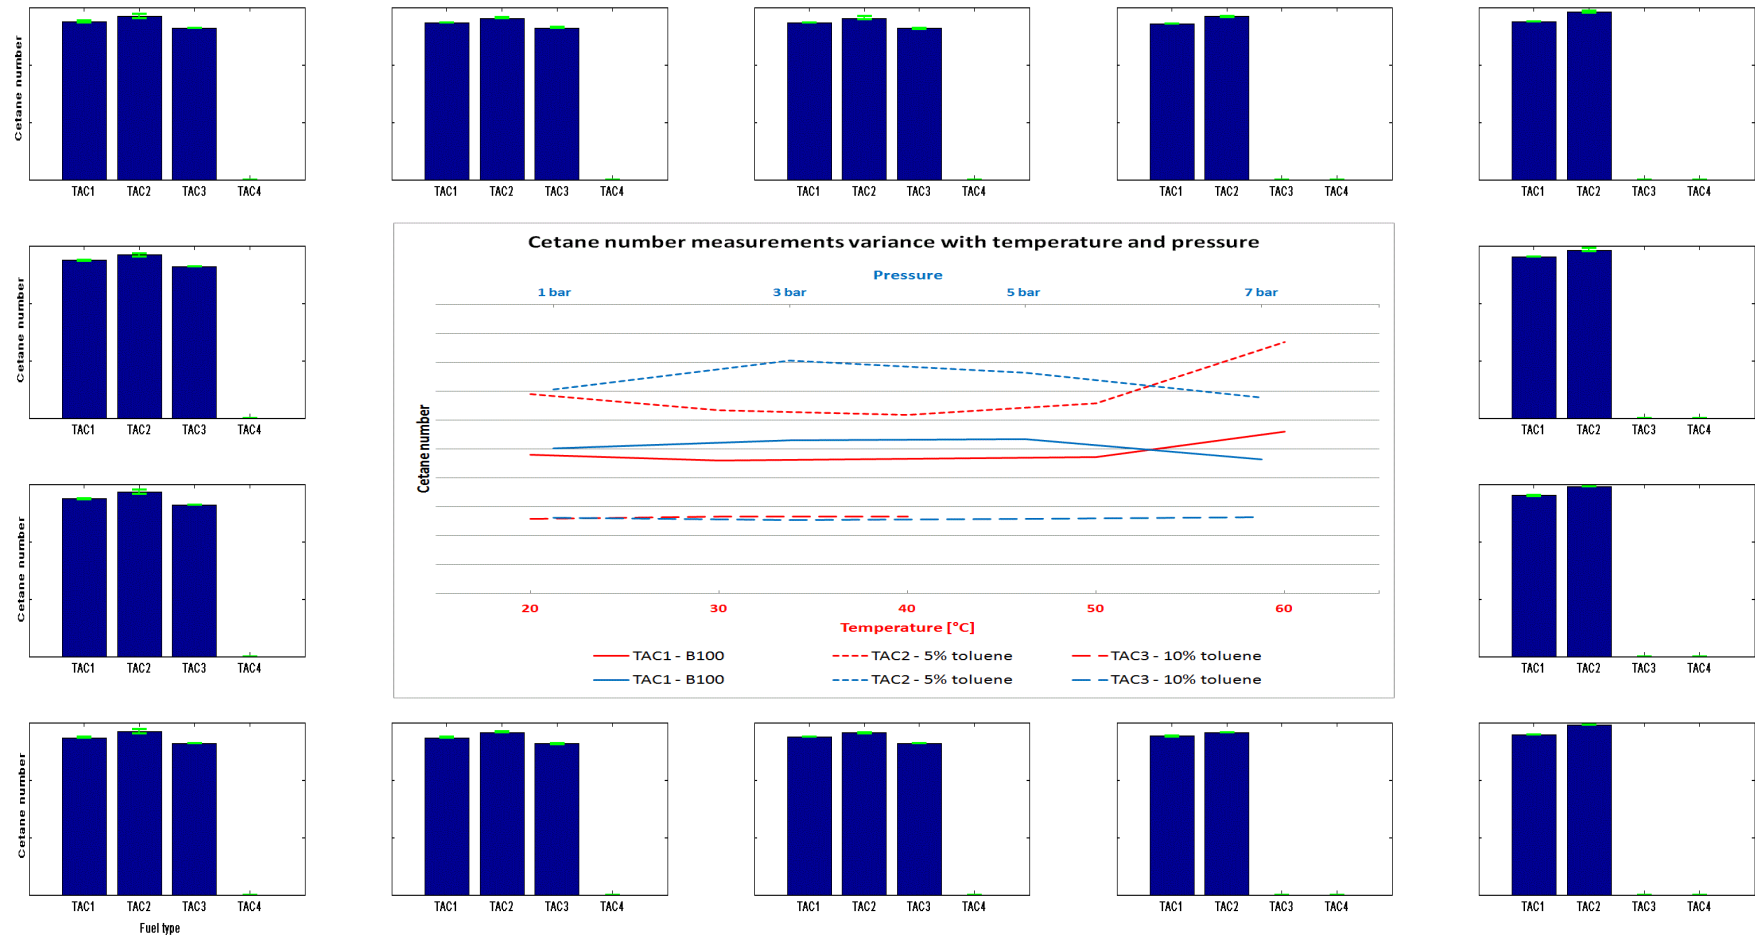 Cetane number
TAC1 TAC2 TAC3 TAC4
TAC1 TAC2 TAC3 TAC4
TAC1 TAC2 TAC3 TAC4
TAC1 TAC2 TAC3 TAC4
TAC1 TAC2 TAC3 TAC4
Cetane number
TAC1 TAC2 TAC3 TAC4
Cetane number measurements variance with temperature and pressure
Pressure
1 bar 3 bar 5 bar 7 bar
Cetane number
20 30 40 50 60
Temperature [°C]
TAC1 - B100 TAC2 - 5% toluene TAC3 - 10% toluene
TAC1 - B100 TAC2 - 5% toluene TAC3 - 10% toluene
TAC1 TAC2 TAC3 TAC4
Cetane number
TAC1 TAC2 TAC3 TAC4
TAC1 TAC2 TAC3 TAC4
Cetane number
TAC1 TAC2 TAC3 TAC4
Fuel type
TAC1 TAC2 TAC3 TAC4
TAC1 TAC2 TAC3 TAC4
TAC1 TAC2 TAC3 TAC4
TAC1 TAC2 TAC3 TAC4